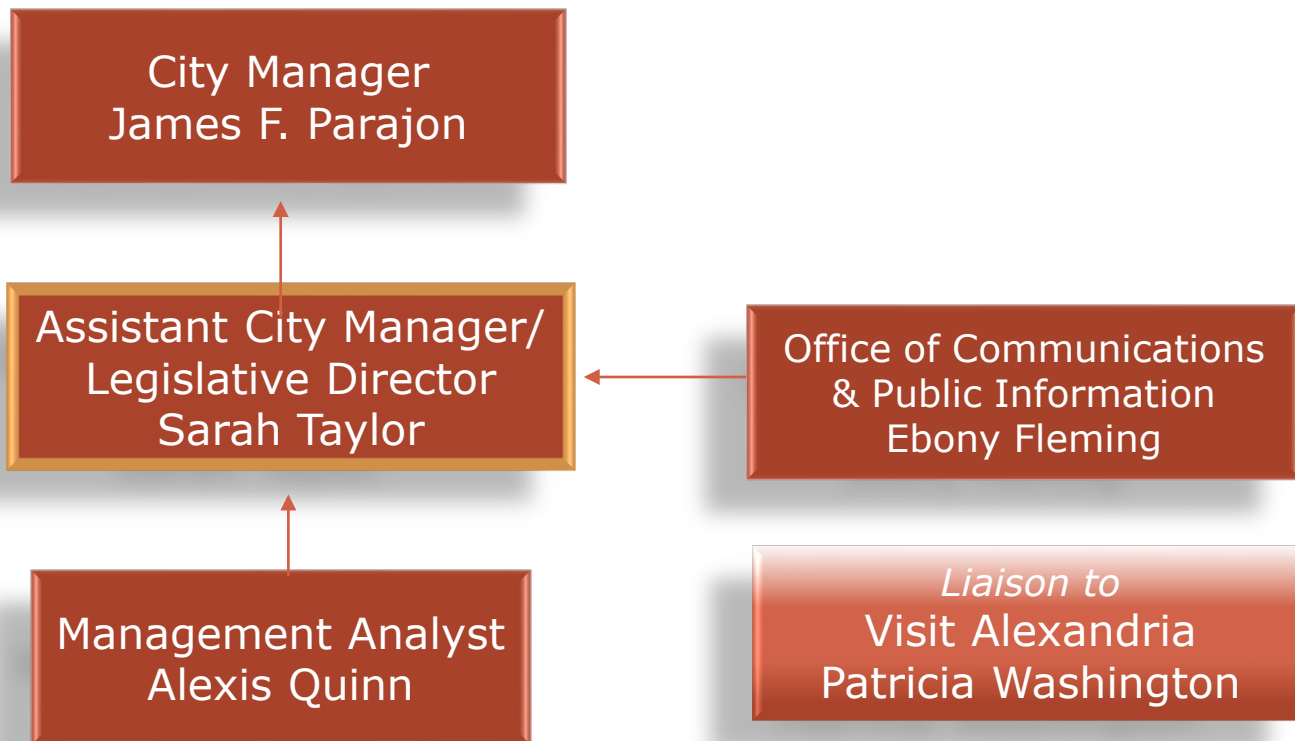 City Manager
James F. Parajon
Assistant City Manager/
Legislative Director
Sarah Taylor
Office of Communications
& Public Information
Ebony Fleming
Management Analyst
Alexis Quinn
Liaison to
Visit Alexandria
Patricia Washington